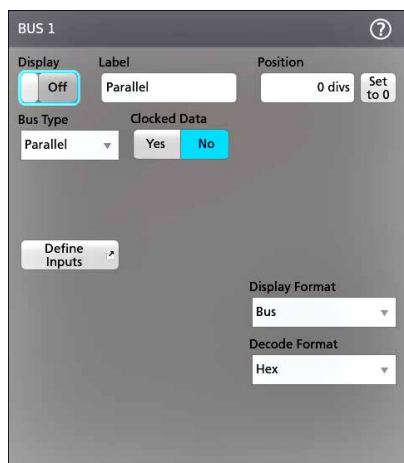 BUS 1
?
Display Label Position
Off Parallel 0 divs Set
to 0
Bus Type Clocked Data
Parallel Yes No
Define
Inputs
Display Format
Bus
Decode Format
Hex